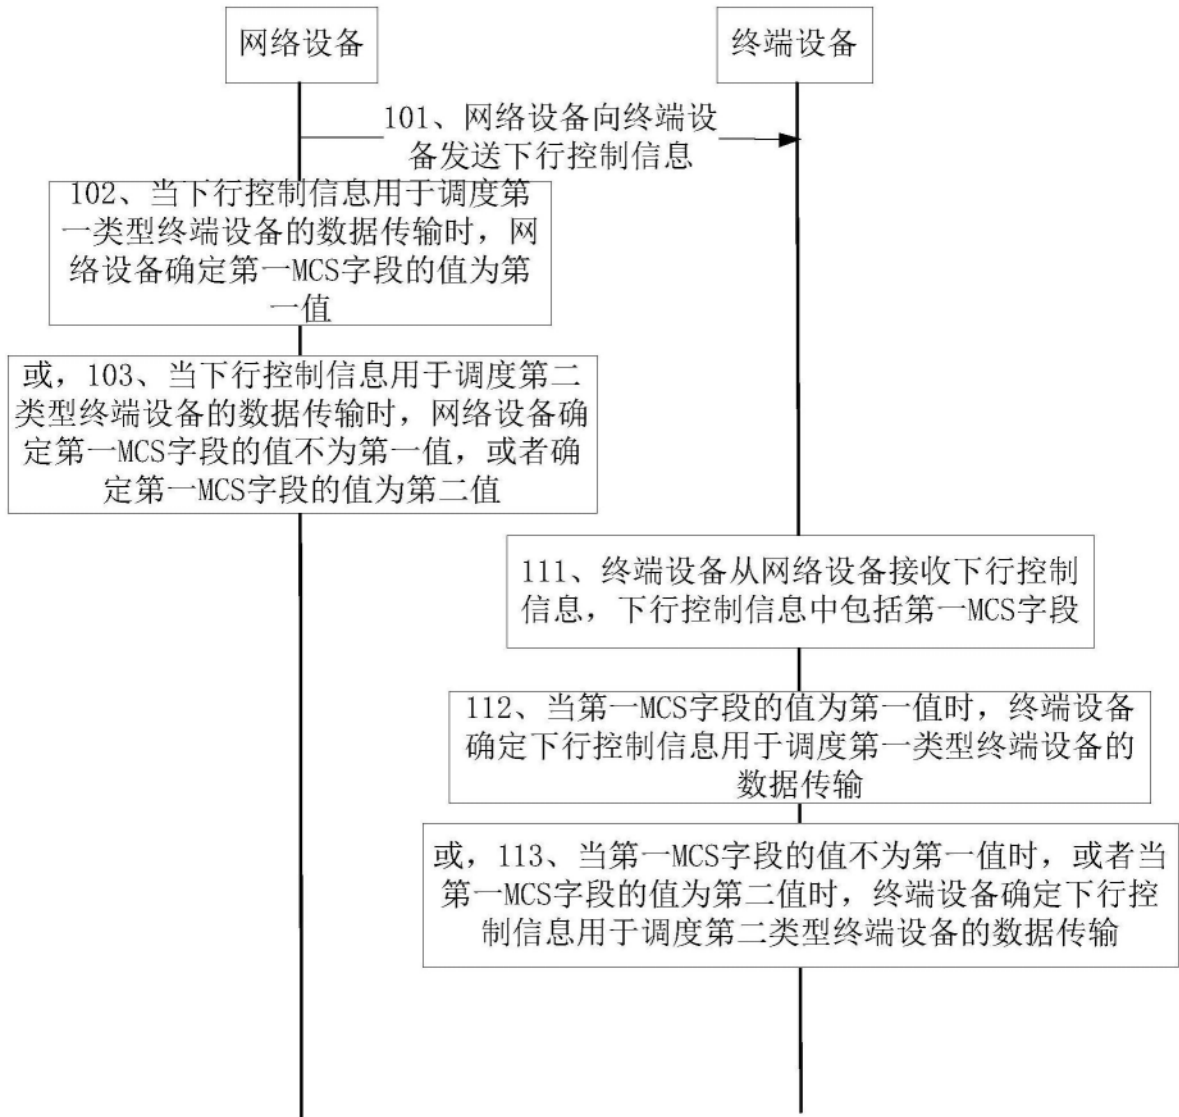 网络设备
终端设备
101、网络设备向终端设
备发送下行控制信息
102、当下行控制信息用于调度第
一类型终端设备的数据传输时，网
络设备确定第一MCS字段的值为第
一值
或，103、当下行控制信息用于调度第二
类型终端设备的数据传输时，网络设备确
定第一MCS字段的值不为第一值，或者确
定第一MCS字段的值为第二值
111、终端设备从网络设备接收下行控制
信息，下行控制信息中包括第一MCS字段
112、当第一MCS字段的值为第一值时，终端设备
确定下行控制信息用于调度第一类型终端设备的
数据传输
或，113、当第一MCS字段的值不为第一值时，或者当
第一MCS字段的值为第二值时，终端设备确定下行控
制信息用于调度第二类型终端设备的数据传输